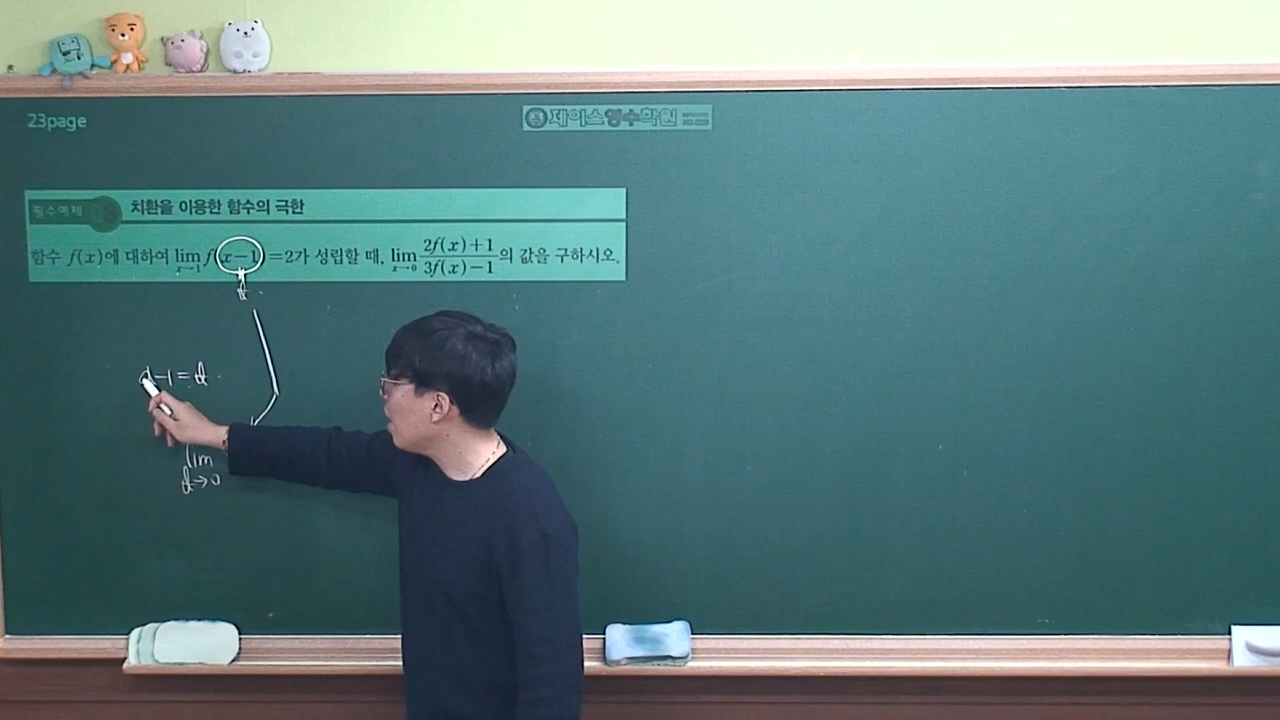 23page
제이스영수학원
필수예제
치환을 이용한 함수의 극한
함수 f(x)에 대하여 lim x→1 f(x−1)=2가 성립할 때, lim x→0 2f(x)+1 / 3f(x)−1 의 값을 구하시오.
t
−1 = t
lim
t→0